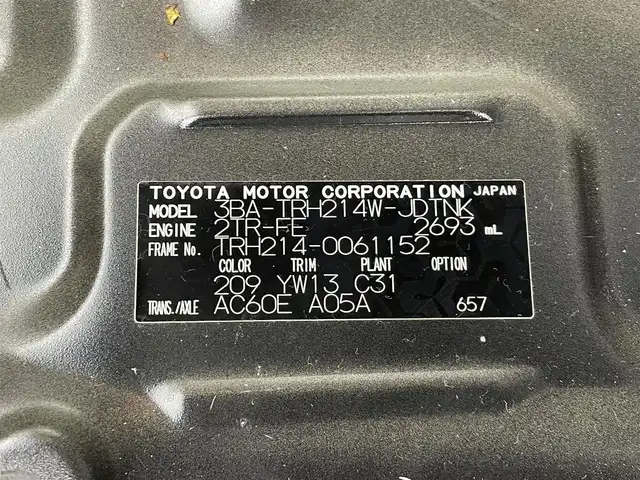 TOYOTA MOTOR CORPORATION JAPAN
MODEL 3BA-TRH214W-JDTNK
ENGINE 2TR-FE 2693 mL
FRAME No. TRH214-0061152
COLOR TRIM PLANT OPTION
209 YW13 C31
TRANS./AXLE AC60E A05A 657